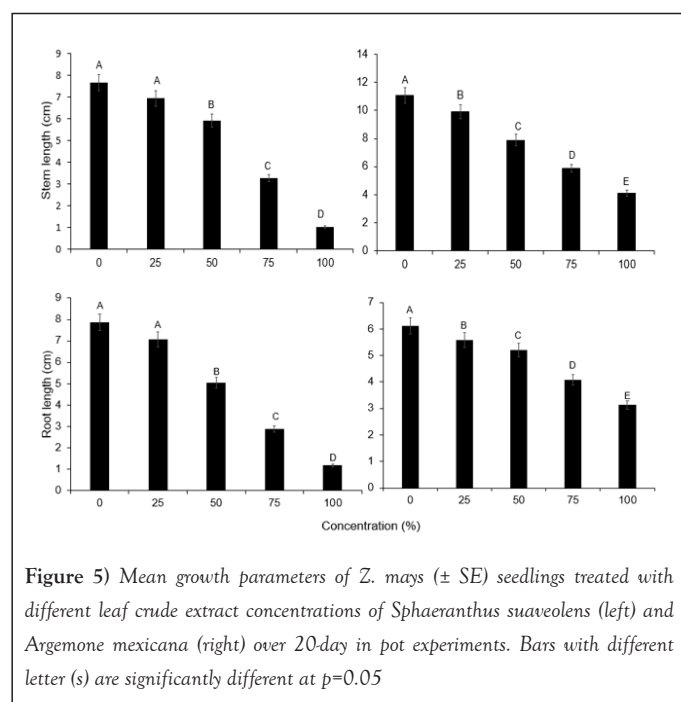 9
8
A
A
7
B
6
5
4
C
3
2
D
1
0
0 25 50 75 100
Stem length (cm)
14
12
A
B
10
C
8
D
6
E
4
2
0
0 25 50 75 100
9
A
8
A
7
6
B
5
4
C
3
2
D
1
0
0 25 50 75 100
Root length (cm)
7
A
6
B
C
5
D
4
E
3
2
1
0
0 25 50 75 100
Concentration (%)
Figure 5) Mean growth parameters of Z. mays (± SE) seedlings treated with
different leaf crude extract concentrations of Sphaeranthus suaveolens (left) and
Argemone mexicana (right) over 20-day in pot experiments. Bars with different
letter (s) are significantly different at p=0.05